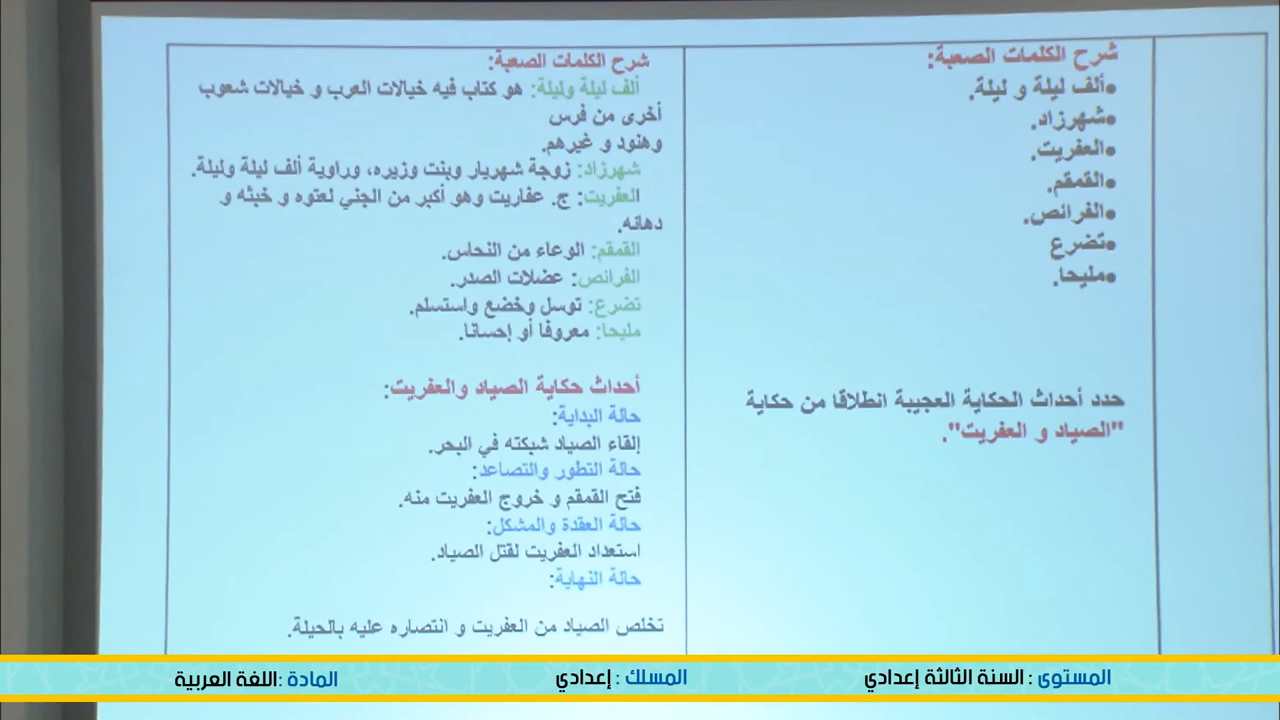 شرح الكلمات الصعبة:
•ألف ليلة و ليلة.
•شهرزاد.
•العفريت.
•القمقم.
•الفرائص.
•تضرع
•مليحا.
حدد أحداث الحكاية العجيبة انطلاقا من حكاية
"الصياد و العفريت".
شرح الكلمات الصعبة:
ألف ليلة وليلة: هو كتاب فيه خيالات العرب و خيالات شعوب
أخرى من فرس
وهنود و غيرهم.
شهرزاد: زوجة شهريار وبنت وزيره، وراوية ألف ليلة وليلة.
العفريت: ج. عفاريت وهو أكبر من الجني لعتوه و خبثه و
دهانه.
القمقم: الوعاء من النحاس.
الفرائص: عضلات الصدر.
تضرع: توسل وخضع واستسلم.
مليحا: معروفا أو إحسانا.
أحداث حكاية الصياد والعفريت:
حالة البداية:
إلقاء الصياد شبكته في البحر.
حالة التطور والتصاعد:
فتح القمقم و خروج العفريت منه.
حالة العقدة والمشكل:
استعداد العفريت لقتل الصياد.
حالة النهاية:
تخلص الصياد من العفريت و انتصاره عليه بالحيلة.
المستوى : السنة الثالثة إعدادي
المسلك : إعدادي
المادة :اللغة العربية